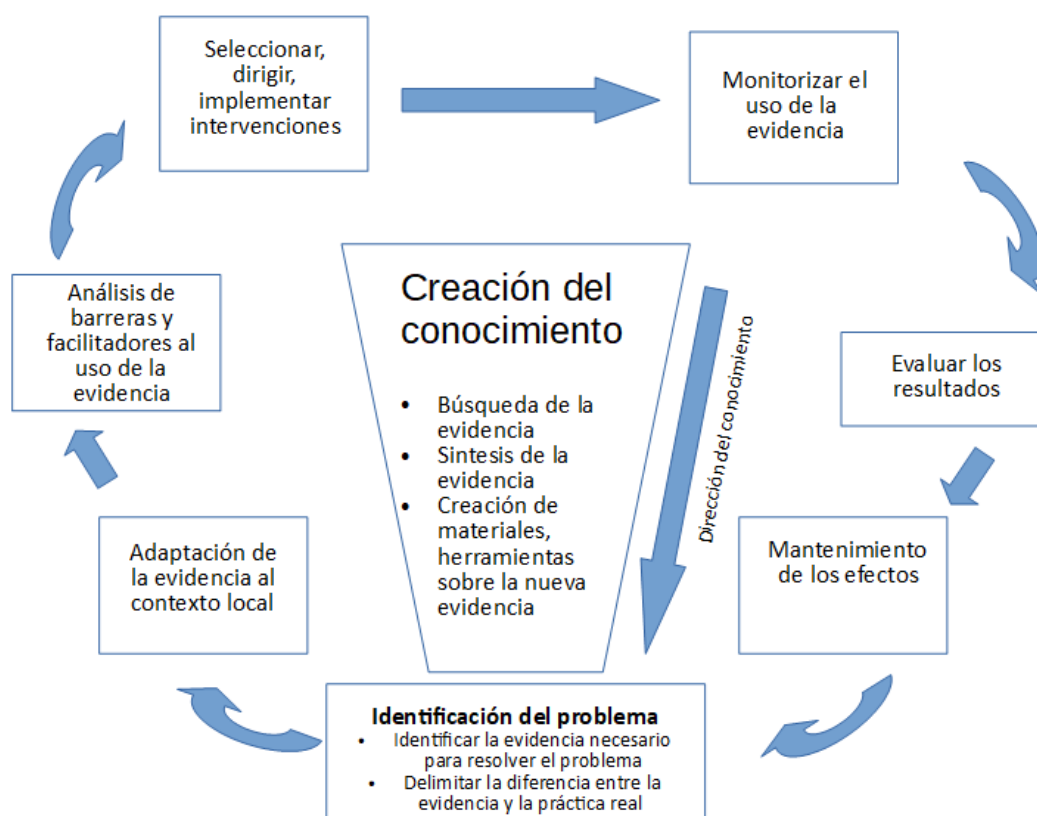 Seleccionar,
dirigir,
implementar
intervenciones
Monitorizar el
uso de la
evidencia
Análisis de
barreras y
facilitadores al
uso de la
evidencia
Creación del
conocimiento
• Búsqueda de la
evidencia
• Sintesis de la
evidencia
• Creación de
materiales,
herramientas
sobre la nueva
evidencia
Dirección del conocimiento
Evaluar los
resultados
Adaptación de
la evidencia al
contexto local
Mantenimiento
de los efectos
Identificación del problema
• Identificar la evidencia necesario
para resolver el problema
• Delimitar la diferencia entre la
evidencia y la práctica real